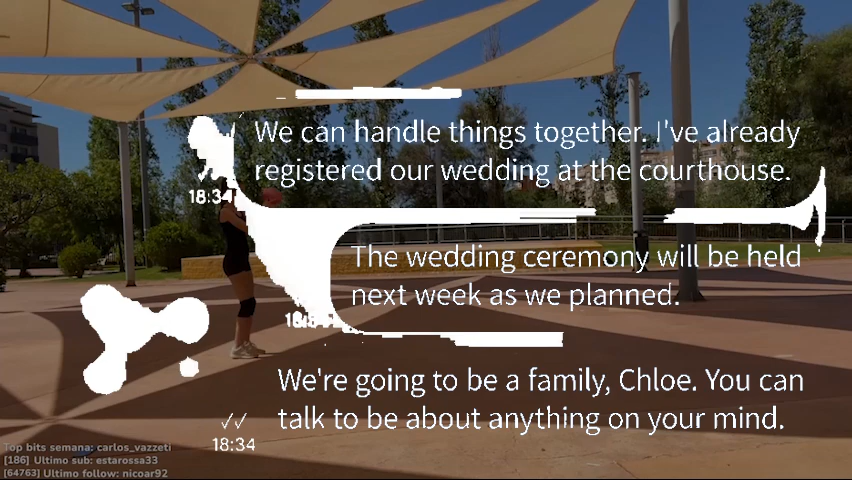 We can handle things together. I've already
registered our wedding at the courthouse.
18:34
The wedding ceremony will be held
next week as we planned.
We're going to be a family, Chloe. You can
talk to be about anything on your mind.
18:34
Top bits semana: carlos_vazzeti
[186] Ultimo sub: estarossa33
[64763] Ultimo follow: nicoar92